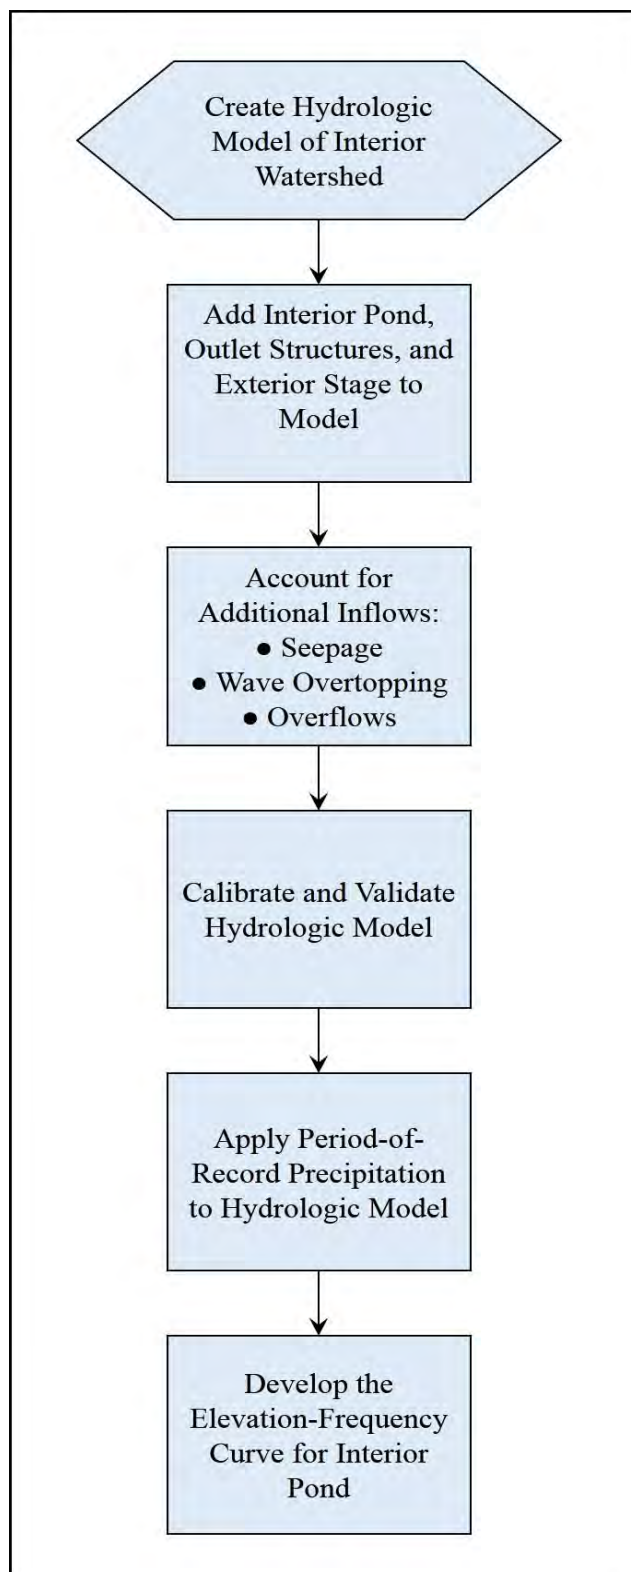 Create Hydrologic
Model of Interior
Watershed
Add Interior Pond,
Outlet Structures, and
Exterior Stage to
Model
Account for
Additional Inflows:
● Seepage
● Wave Overtopping
● Overflows
Calibrate and Validate
Hydrologic Model
Apply Period-of-
Record Precipitation
to Hydrologic Model
Develop the
Elevation-Frequency
Curve for Interior
Pond